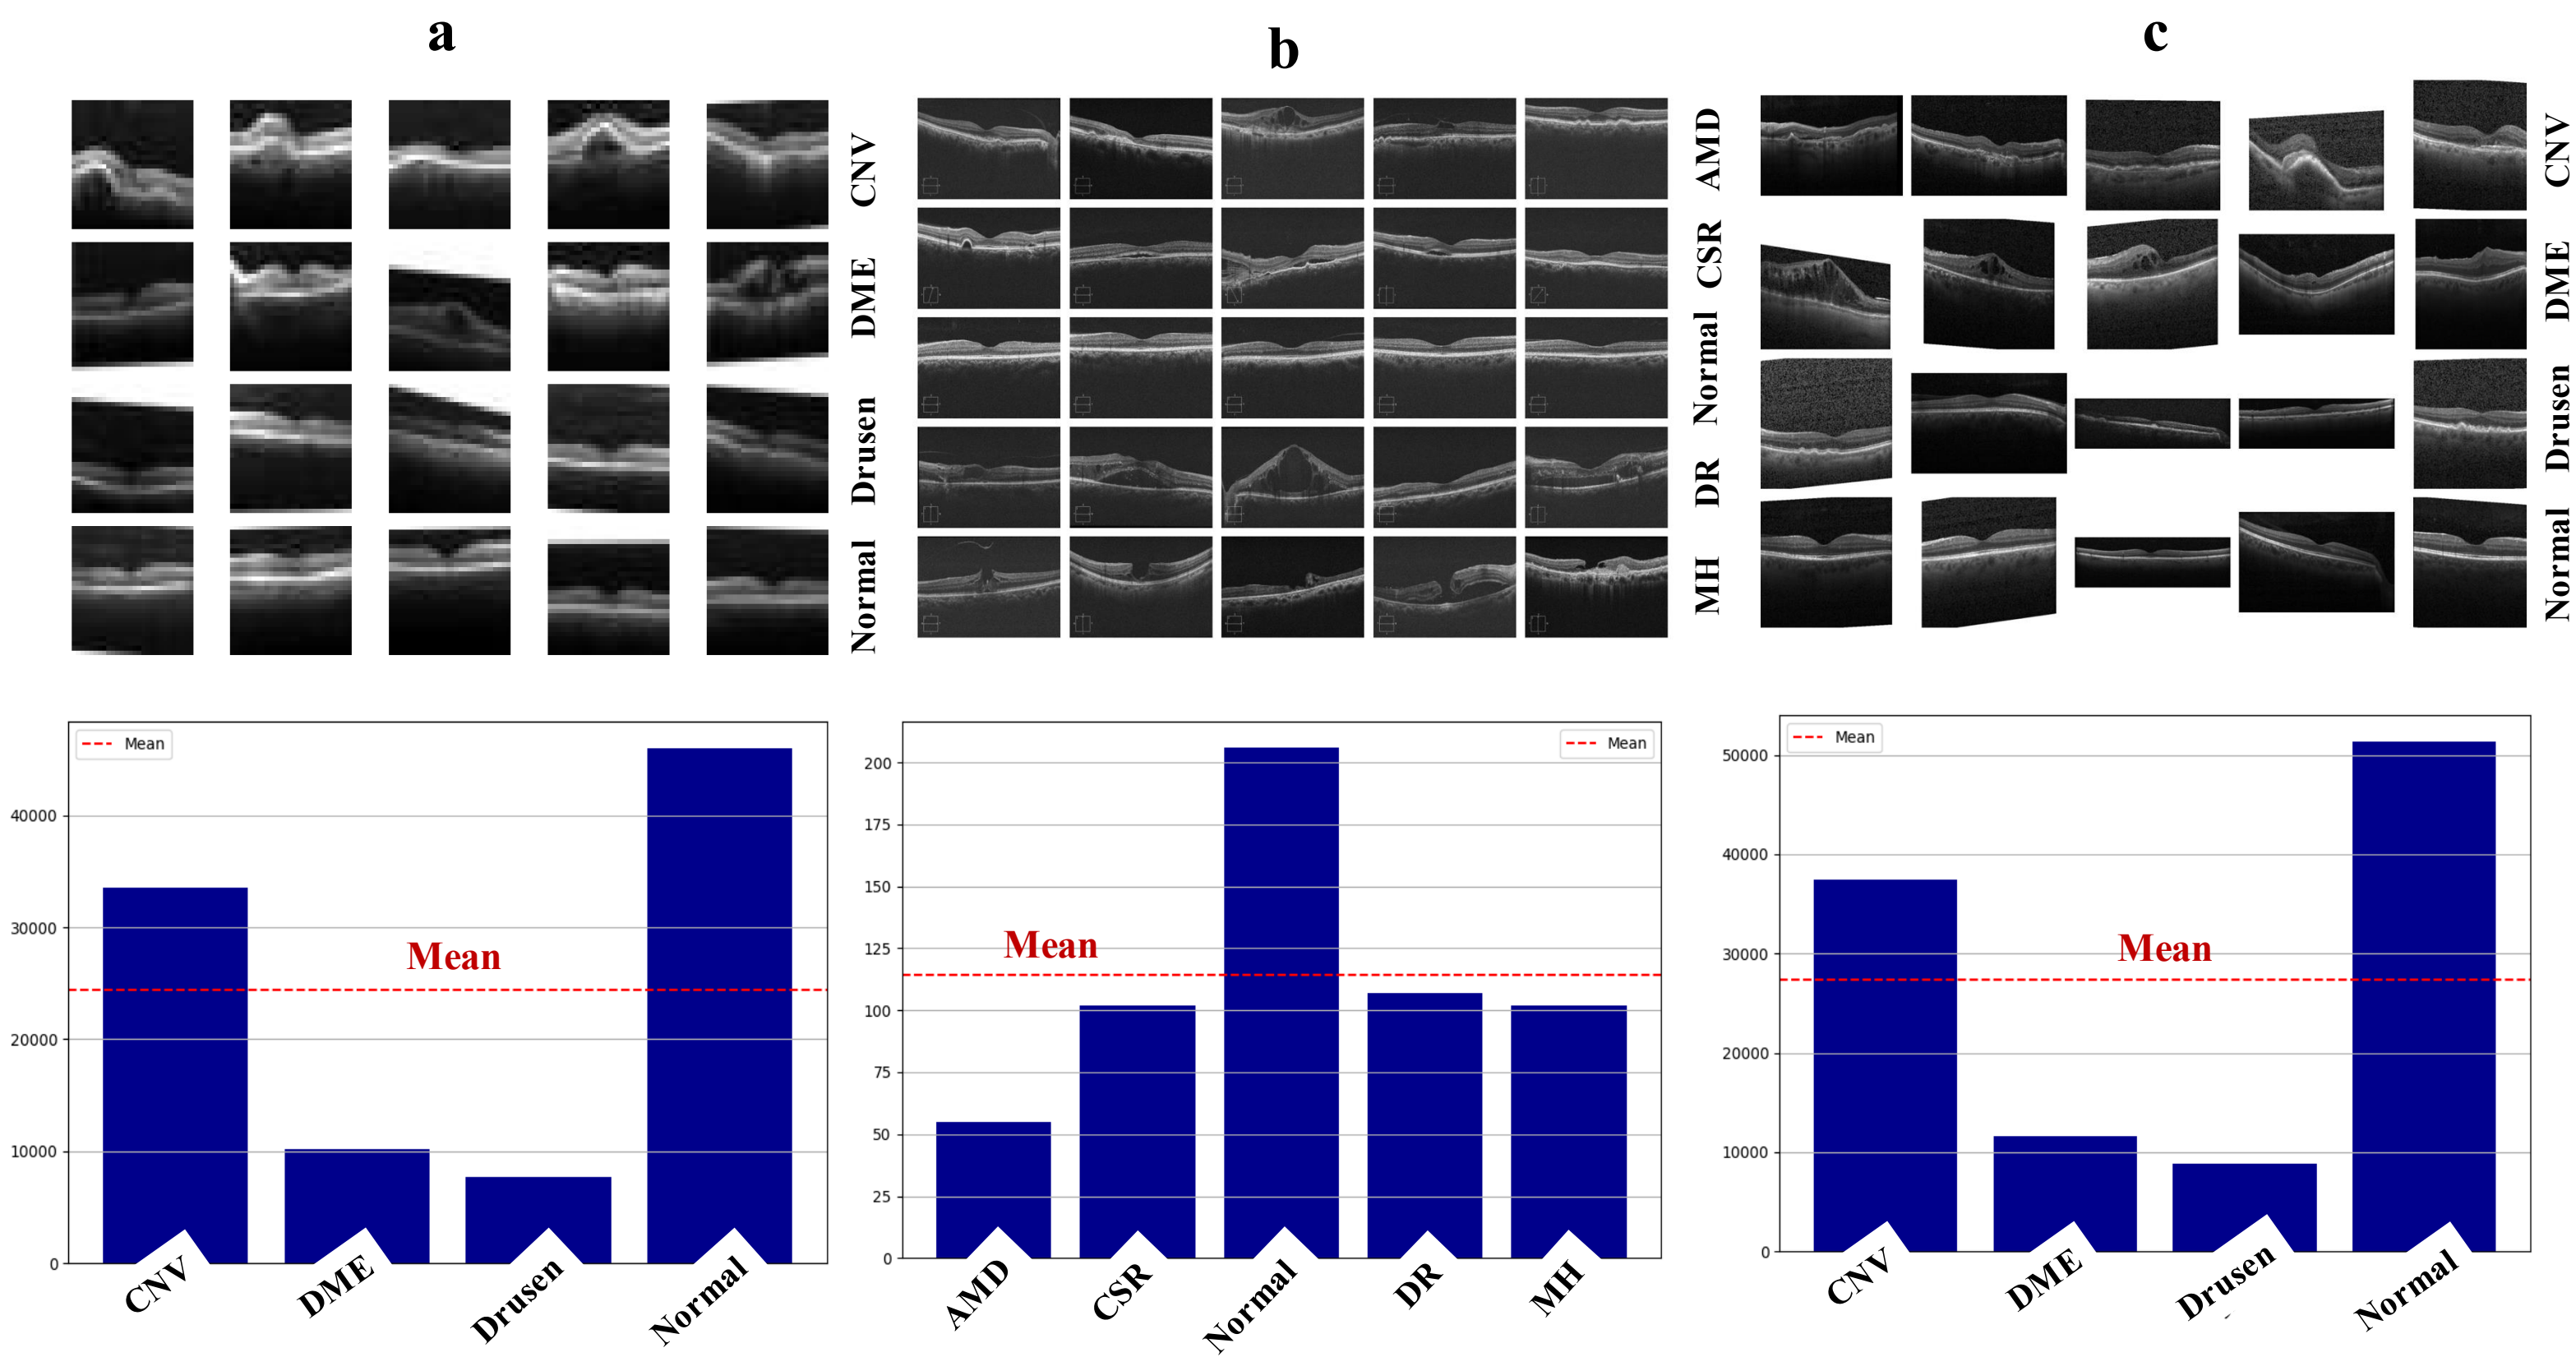 a
b
c
CNV
DME
Drusen
Normal
AMD
CSR
Normal
DR
MH
CNV
DME
Drusen
Normal
Mean
40000
30000
20000
10000
0
Mean
CNV
DME
Drusen
Normal
Mean
200
175
150
125
100
75
50
25
0
Mean
AMD
CSR
Normal
DR
MH
Mean
50000
40000
30000
20000
10000
0
Mean
CNV
DME
Drusen
Normal